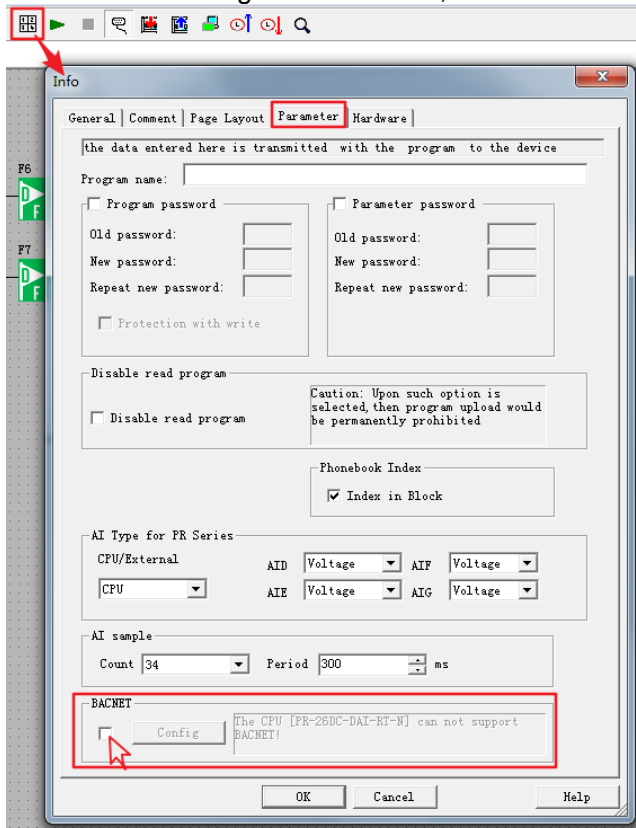 Info
General Comment Page Layout Parameter Hardware
the data entered here is transmitted with the program to the device
Program name:
Program password
Old password:
New password:
Repeat new password:
Protection with write
Parameter password
Old password:
New password:
Repeat new password:
Disable read program
Disable read program
Caution: Upon such option is
selected, then program upload would
be permanently prohibited
Phonebook Index
Index in Block
AI Type for PR Series
CPU/External
CPU
AID Voltage AIF Voltage
AIE Voltage AIG Voltage
AI sample
Count 34 Period 300 ms
BACNET
Config
The CPU [PR-26DC-DAI-RT-N] can not support
BACNET!
OK Cancel Help
F6
D
F
F7
D
F